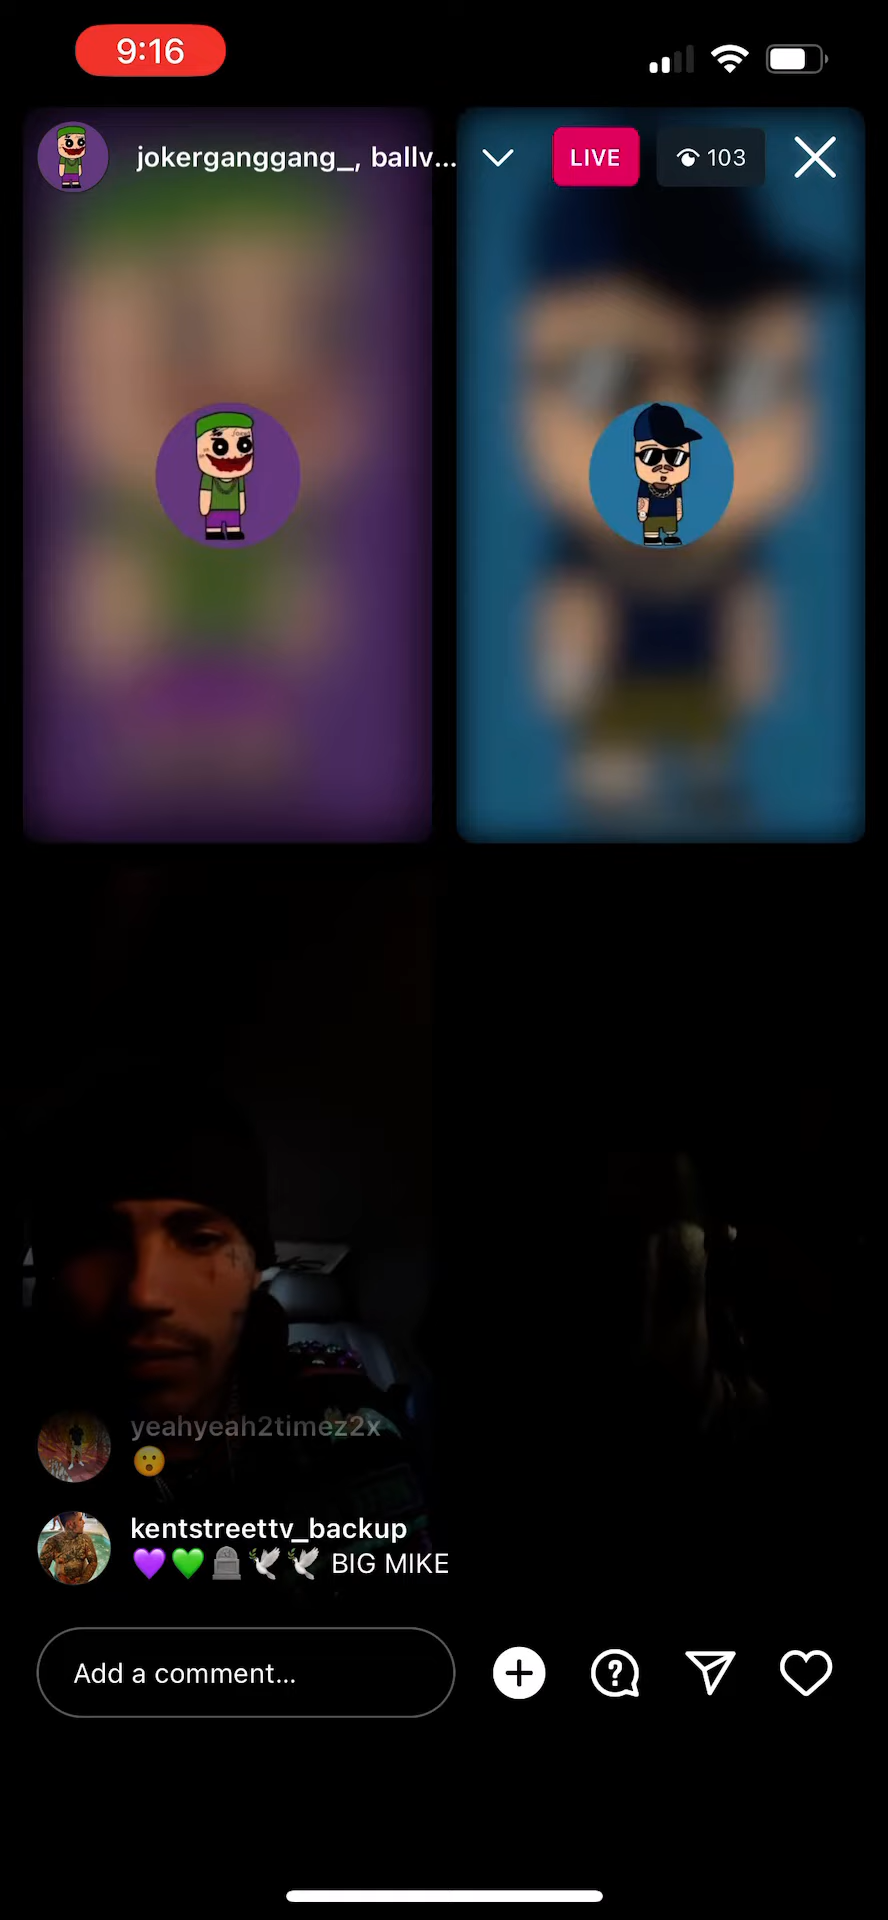 9:16
jokerganggang_, ballv...
LIVE
103
yeahyeah2timez2x
😮
kentstreettv_backup
💜💚🪦🕊️🕊️ BIG MIKE
Add a comment...